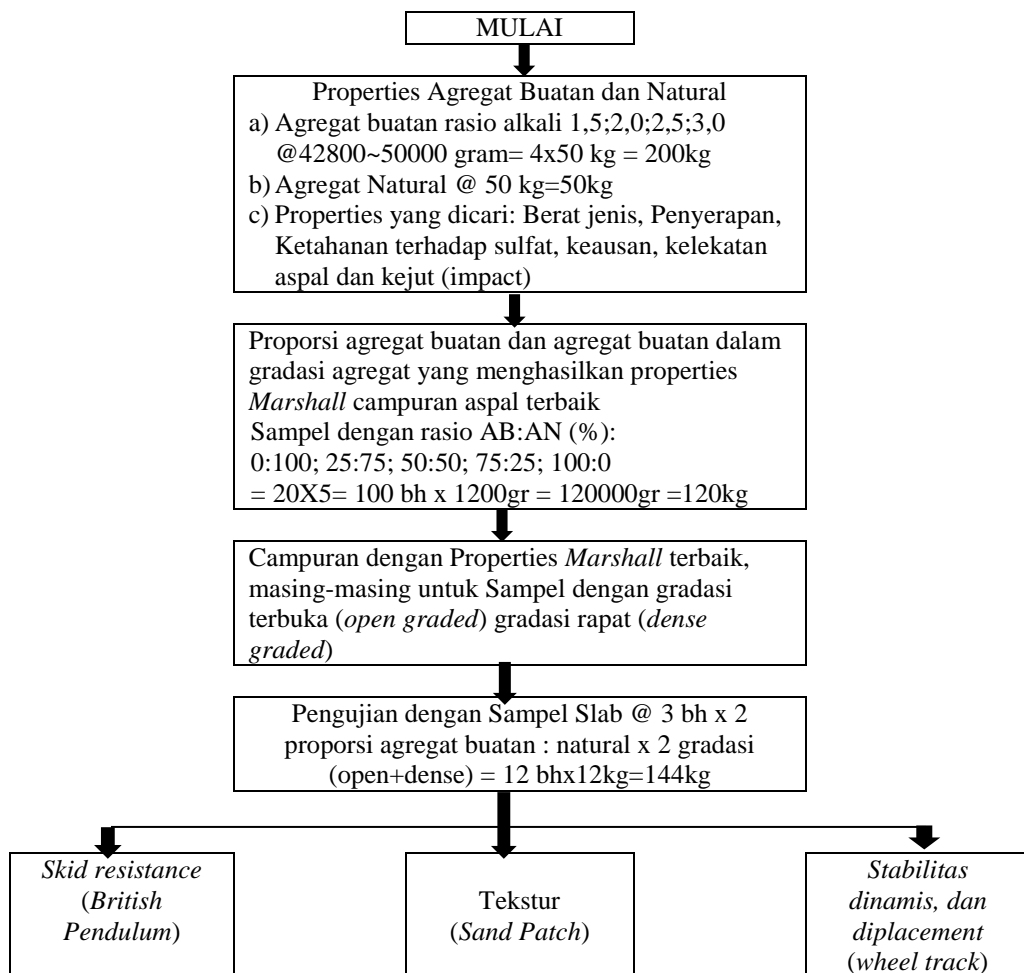 MULAI
Properties Agregat Buatan dan Natural
a) Agregat buatan rasio alkali 1,5;2,0;2,5;3,0
@42800~50000 gram= 4x50 kg = 200kg
b) Agregat Natural @ 50 kg=50kg
c) Properties yang dicari: Berat jenis, Penyerapan,
Ketahanan terhadap sulfat, keausan, kelekatan
aspal dan kejut (impact)
Proporsi agregat buatan dan agregat buatan dalam
gradasi agregat yang menghasilkan properties
Marshall campuran aspal terbaik
Sampel dengan rasio AB:AN (%):
0:100; 25:75; 50:50; 75:25; 100:0
= 20X5= 100 bh x 1200gr = 120000gr =120kg
Campuran dengan Properties Marshall terbaik,
masing-masing untuk Sampel dengan gradasi
terbuka (open graded) gradasi rapat (dense
graded)
Pengujian dengan Sampel Slab @ 3 bh x 2
proporsi agregat buatan : natural x 2 gradasi
(open+dense) = 12 bhx12kg=144kg
Skid resistance
(British
Pendulum)
Tekstur
(Sand Patch)
Stabilitas
dinamis, dan
diplacement
(wheel track)